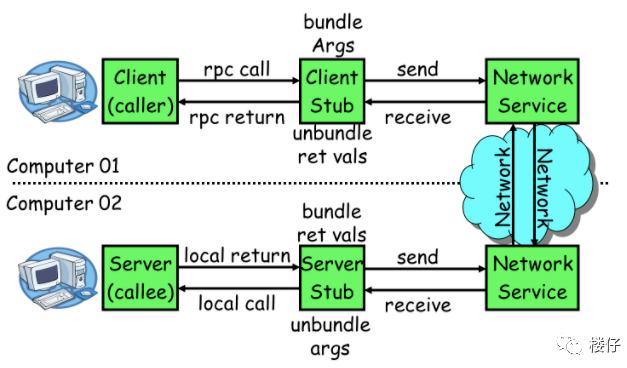 bundle
Args
Client
(caller)
rpc call
rpc return
Client
Stub
send
receive
Network
Service
unbundle
ret vals
Computer 01
Network
Network
Computer 02
bundle
ret vals
Server
(callee)
local return
local call
Server
Stub
send
receive
Network
Service
unbundle
args
楼仔